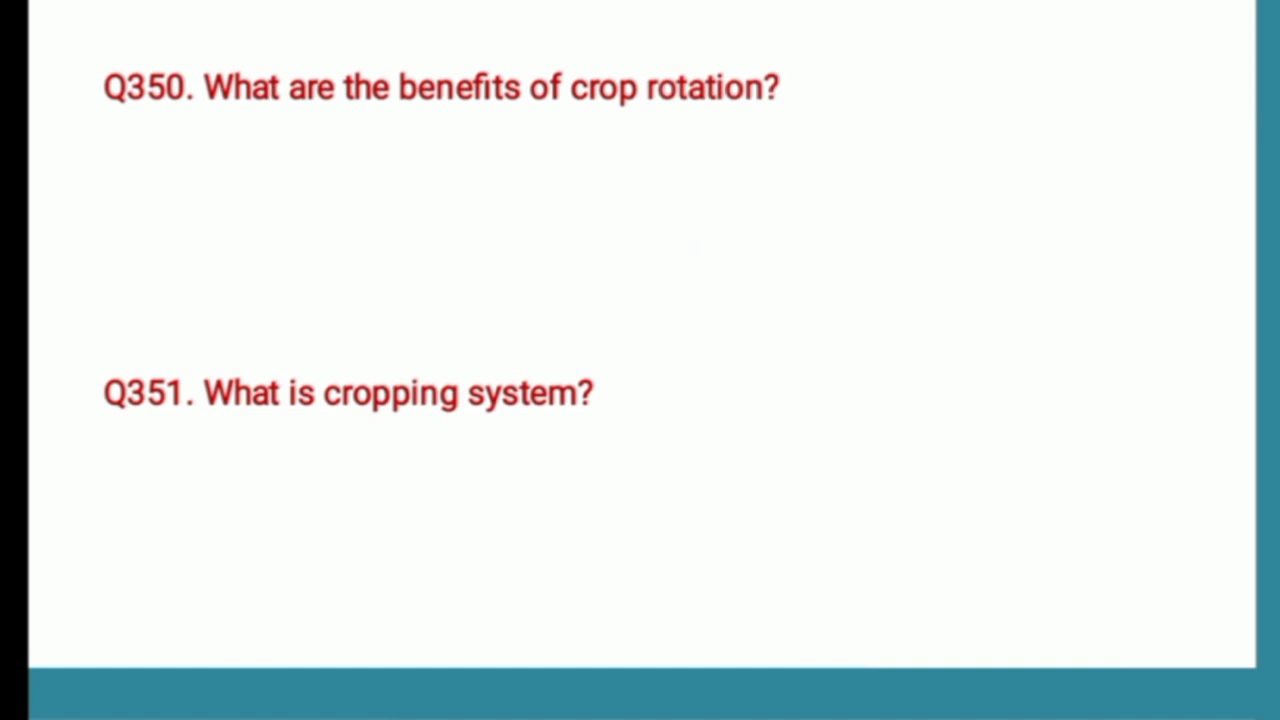 Q350. What are the benefits of crop rotation?
Q351. What is cropping system?